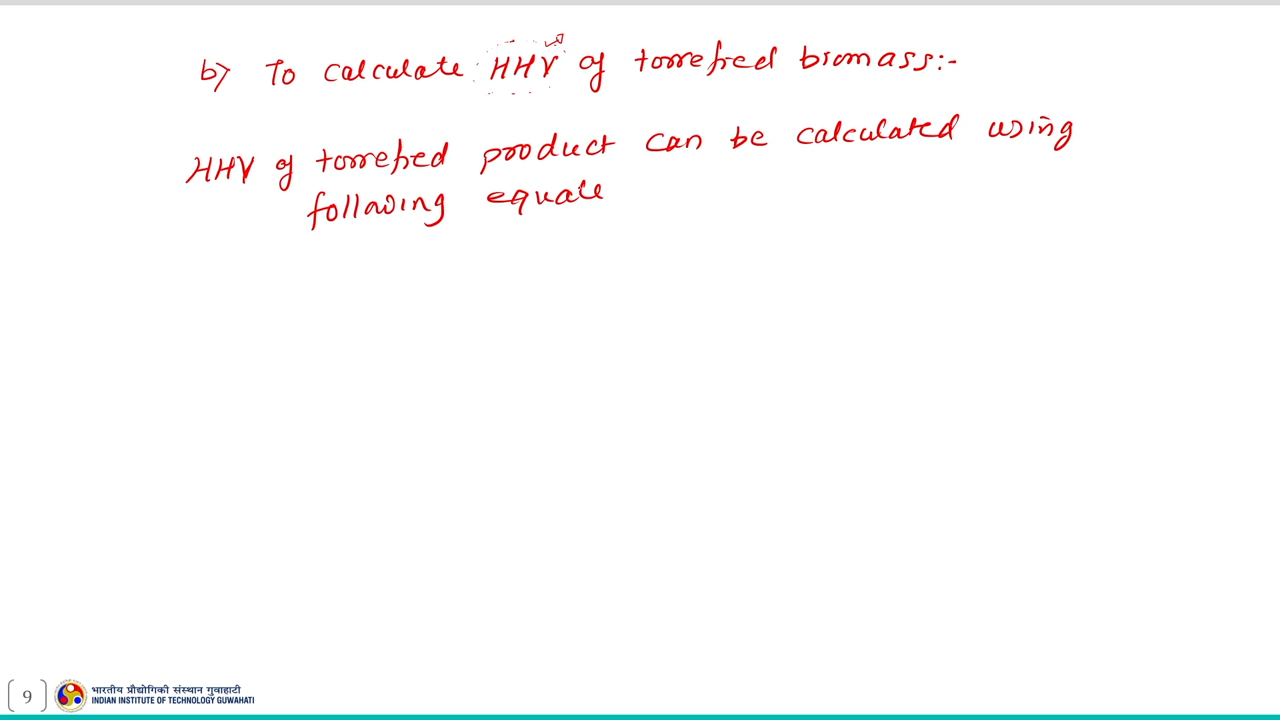 b) To calculate HHV of torrefied biomass:-
HHV of torrefied product can be calculated using
following equate
9
भारतीय प्रौद्योगिकी संस्थान गुवाहाटी
INDIAN INSTITUTE OF TECHNOLOGY GUWAHATI